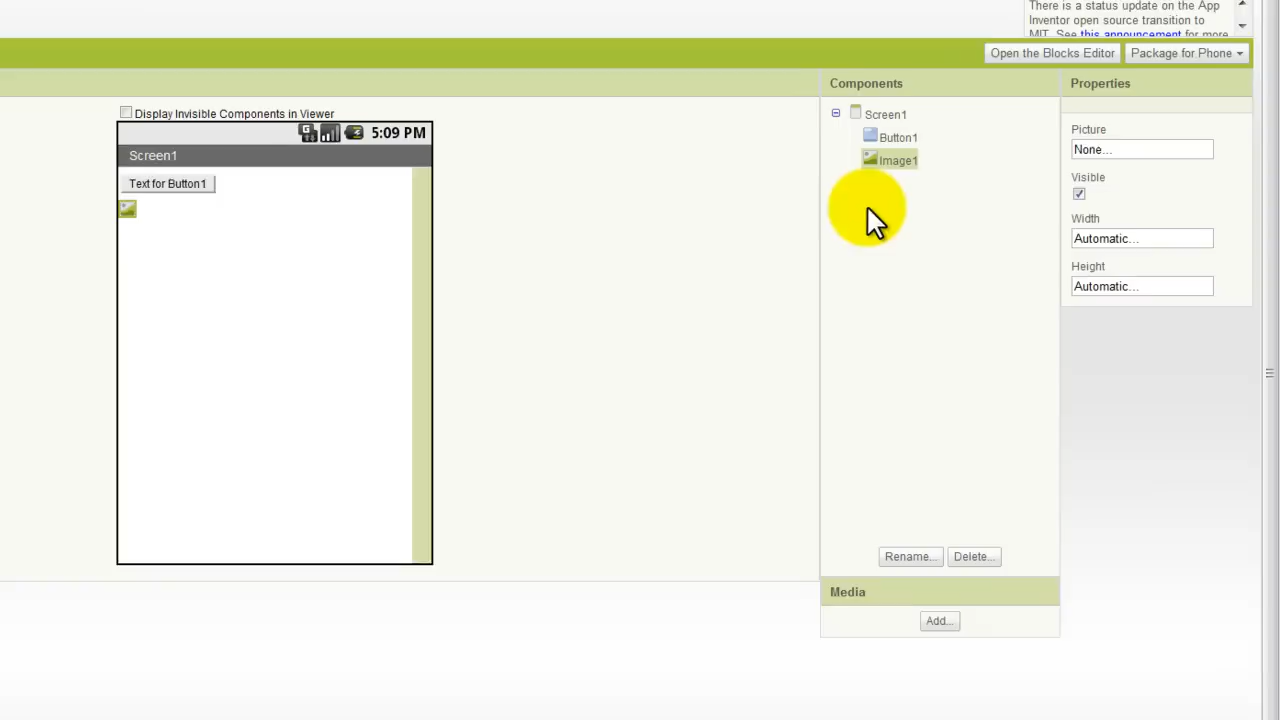 There is a status update on the App
Inventor open source transition to
MIT. See this announcement for more
Open the Blocks Editor
Package for Phone
Components
Properties
Display Invisible Components in Viewer
5:09 PM
Screen1
Text for Button1
Screen1
Button1
Image1
Picture
None...
Visible
Width
Automatic...
Height
Automatic...
Rename...
Delete...
Media
Add...